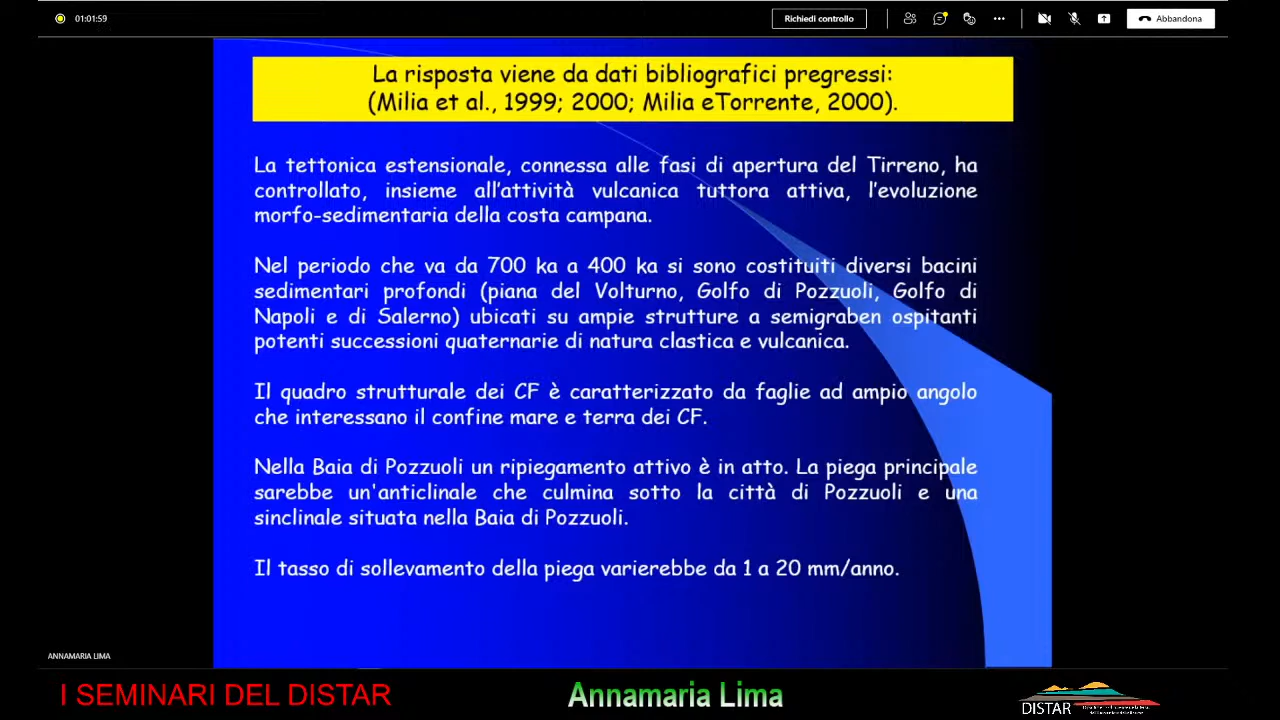 01:01:59
Richiedi controllo
Abbandona
La risposta viene da dati bibliografici pregressi:
(Milia et al., 1999; 2000; Milia eTorrente, 2000).
La tettonica estensionale, connessa alle fasi di apertura del Tirreno, ha
controllato, insieme all'attività vulcanica tuttora attiva, l'evoluzione
morfo-sedimentaria della costa campana.
Nel periodo che va da 700 ka a 400 ka si sono costituiti diversi bacini
sedimentari profondi (piana del Volturno, Golfo di Pozzuoli, Golfo di
Napoli e di Salerno) ubicati su ampie strutture a semigraben ospitanti
potenti successioni quaternarie di natura clastica e vulcanica.
Il quadro strutturale dei CF è caratterizzato da faglie ad ampio angolo
che interessano il confine mare e terra dei CF.
Nella Baia di Pozzuoli un ripiegamento attivo è in atto. La piega principale
sarebbe un'anticlinale che culmina sotto la città di Pozzuoli e una
sinclinale situata nella Baia di Pozzuoli.
Il tasso di sollevamento della piega varierebbe da 1 a 20 mm/anno.
ANNAMARIA LIMA
I SEMINARI DEL DISTAR
Annamaria Lima
DISTAR